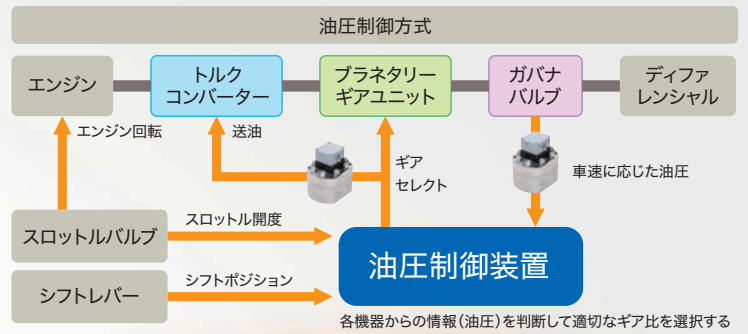 油圧制御方式
エンジン
トルク
コンバーター
プラネタリー
ギアユニット
ガバナ
バルブ
ディファ
レンシャル
エンジン回転
送油
ギア
セレクト
車速に応じた油圧
スロットルバルブ
スロットル開度
油圧制御装置
シフトレバー
シフトポジション
各機器からの情報(油圧)を判断して適切なギア比を選択する